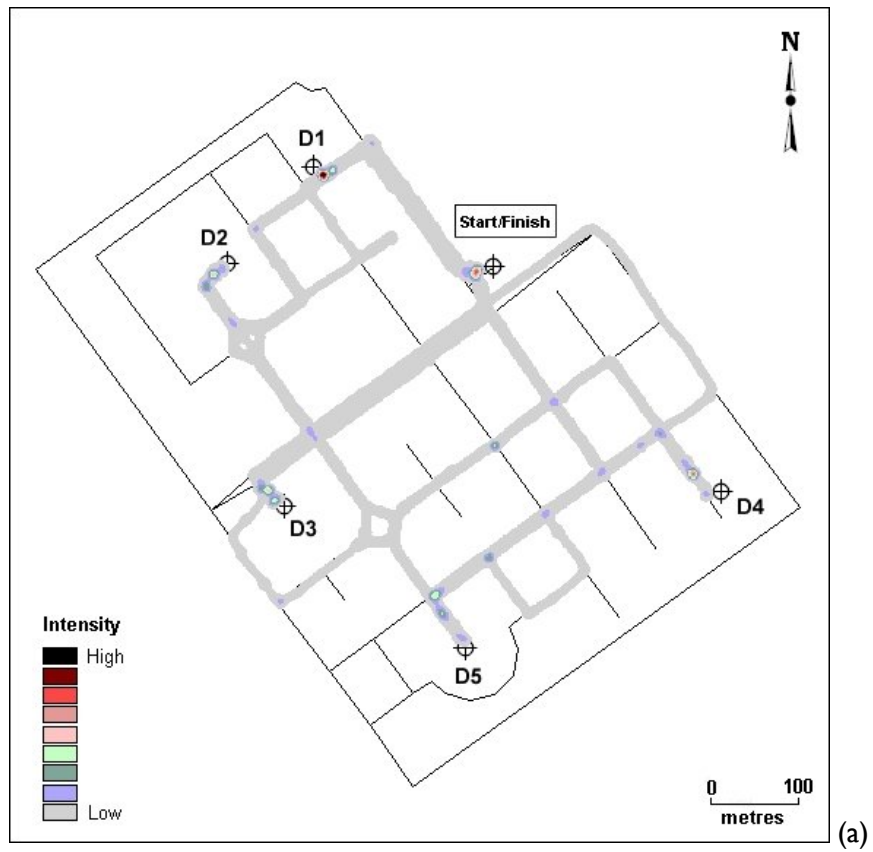 N
D1
Start/Finish
D2
D3
D4
D5
Intensity
High
Low
0 100
metres
(a)